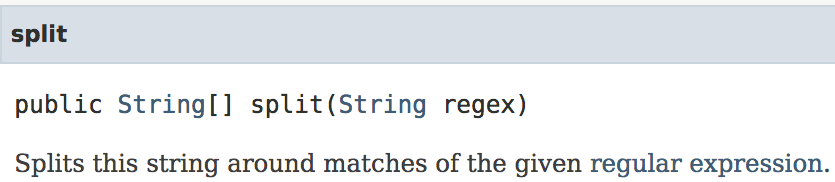 split
public String[] split(String regex)
Splits this string around matches of the given regular expression.